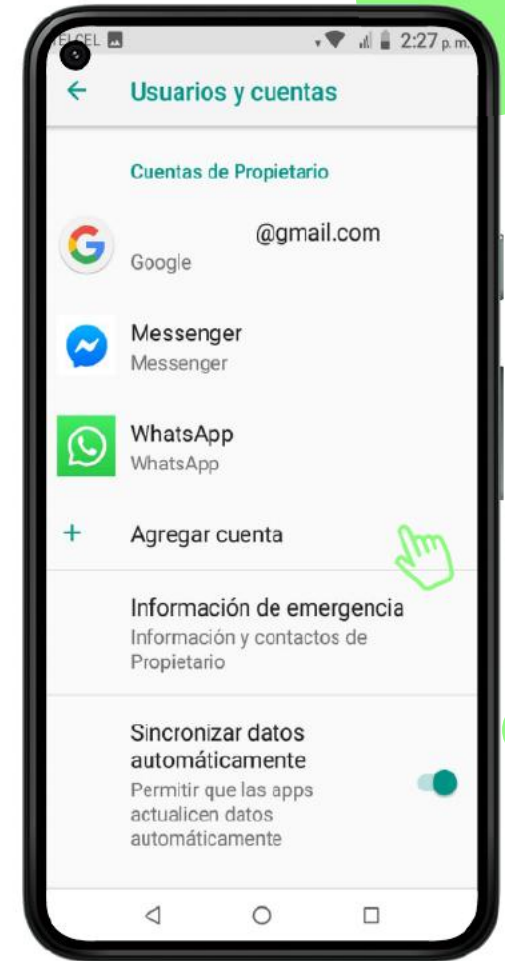 TELCEL 2:27 p. m.
Usuarios y cuentas
Cuentas de Propietario
@gmail.com
Google
Messenger
Messenger
WhatsApp
WhatsApp
Agregar cuenta
Información de emergencia
Información y contactos de
Propietario
Sincronizar datos
automáticamente
Permitir que las apps
actualicen datos
automáticamente